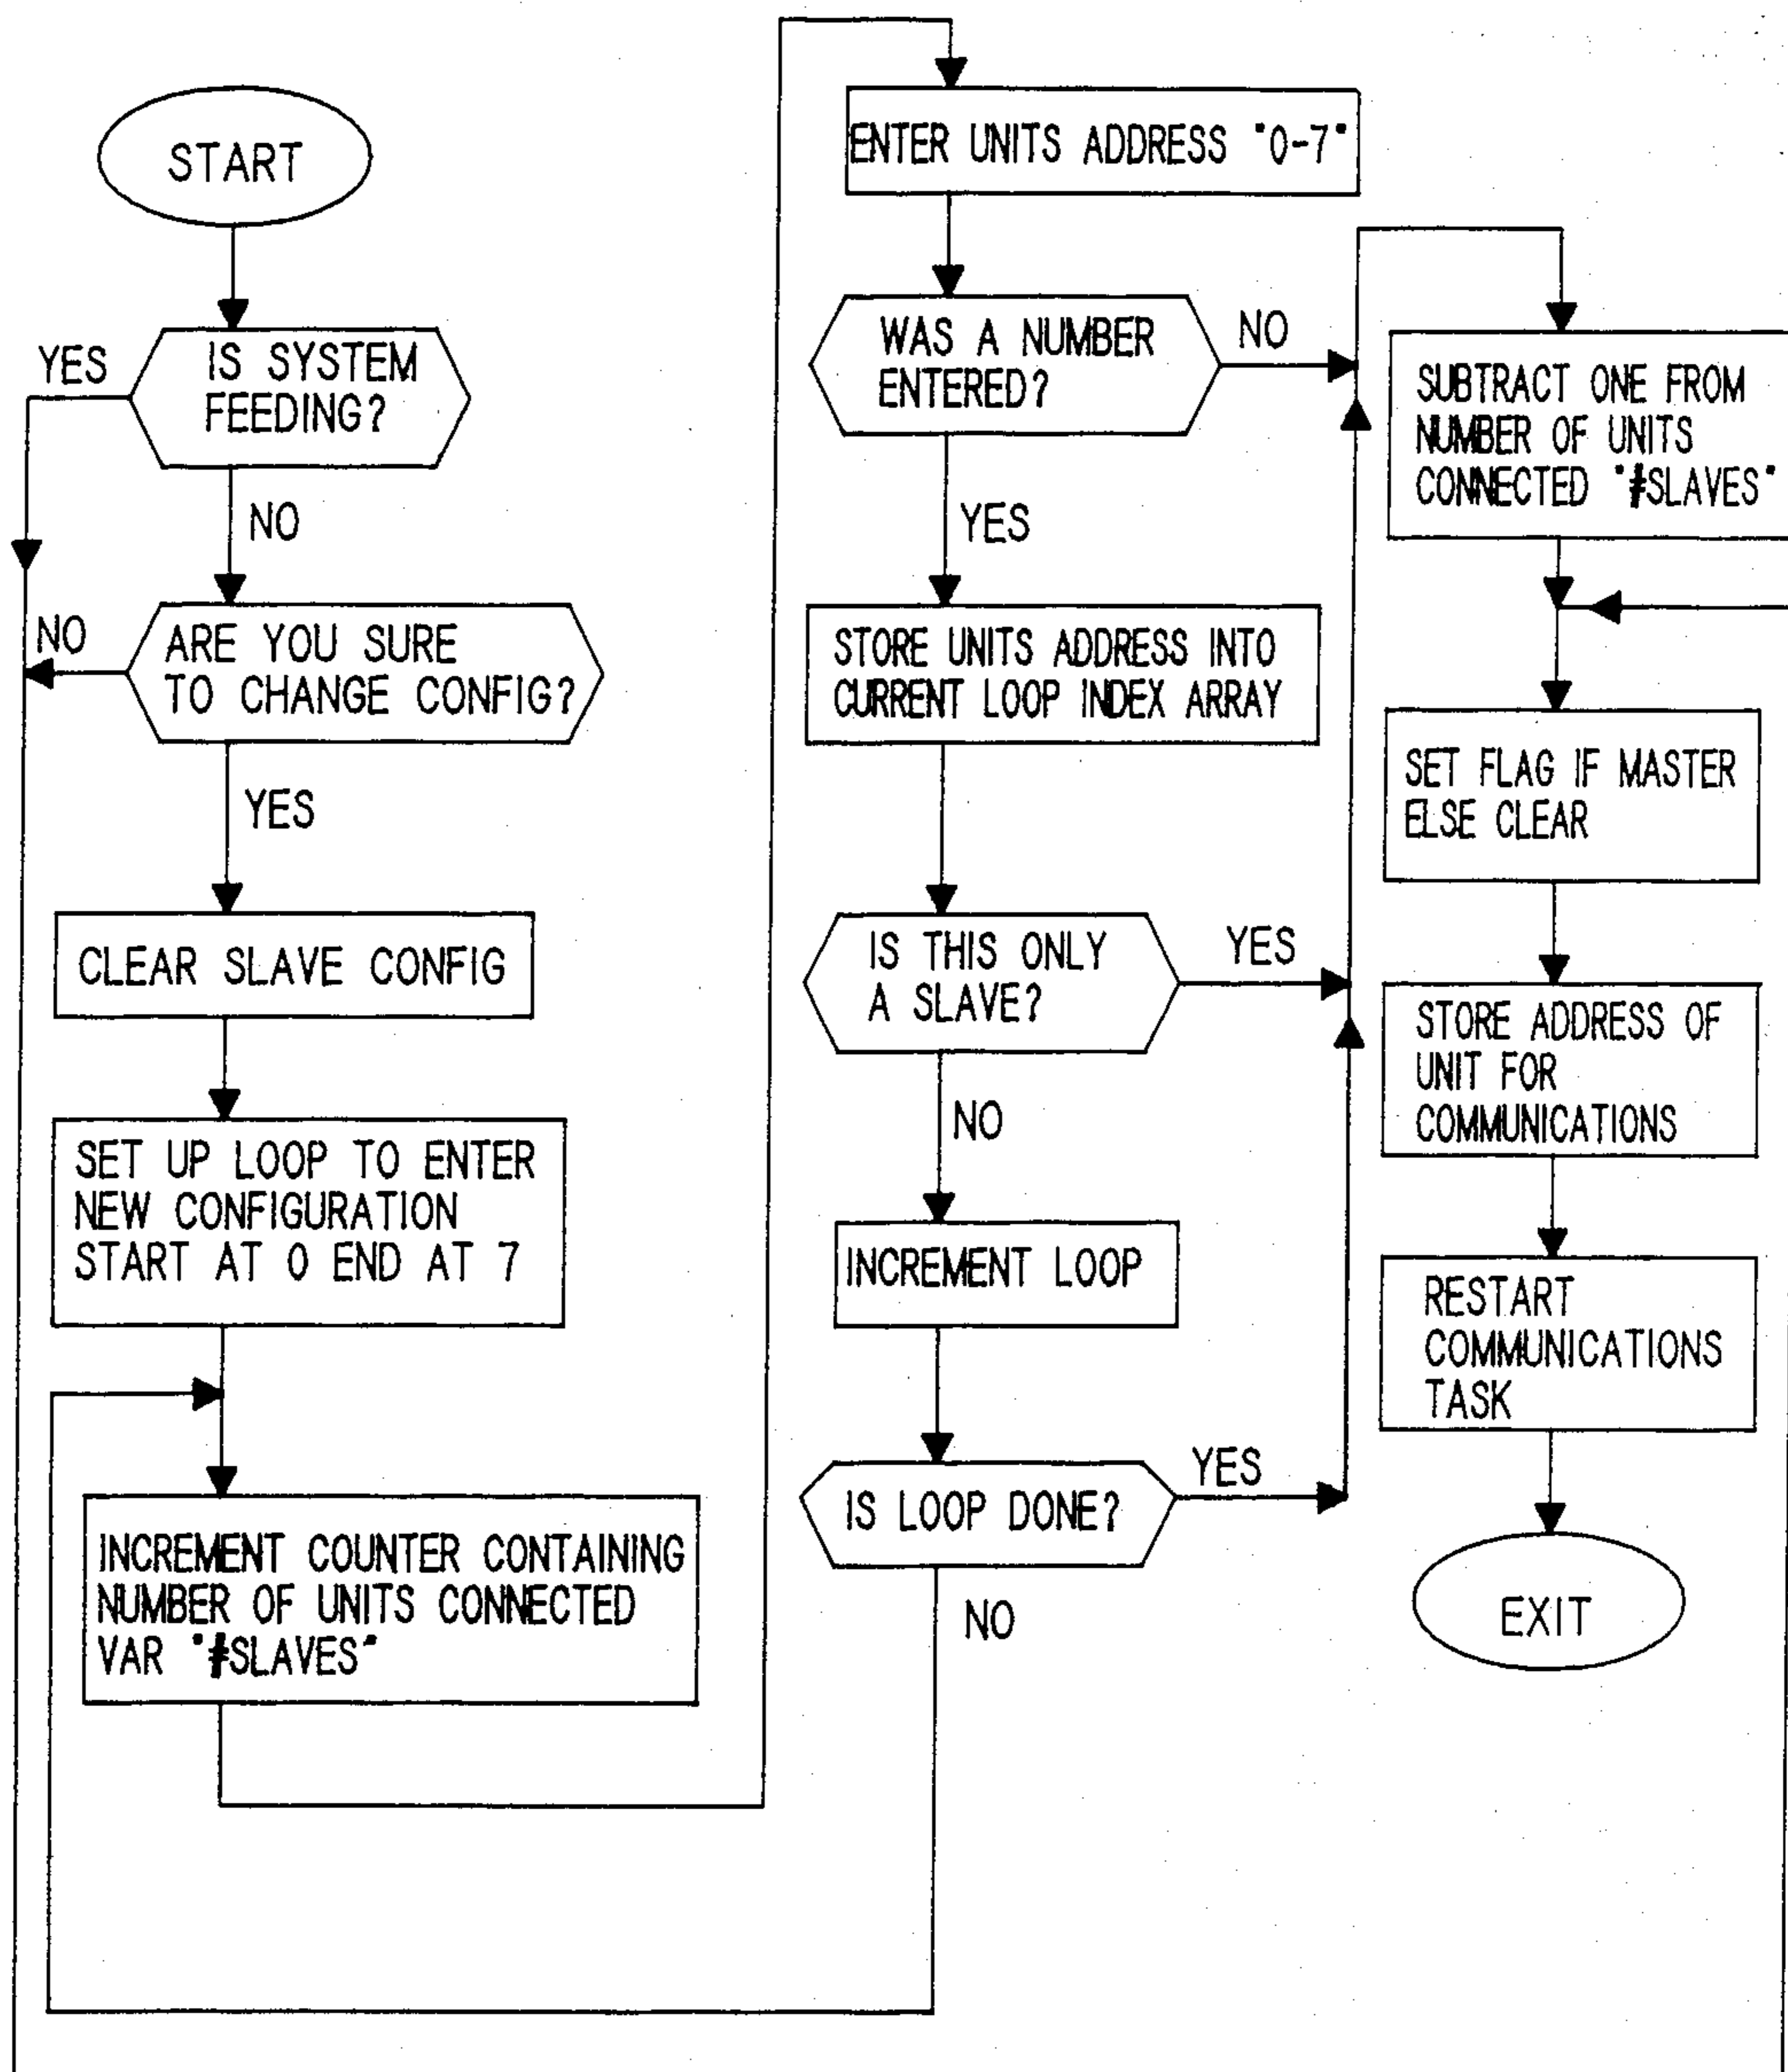 START
IS SYSTEM
FEEDING?
YES
NO
ARE YOU SURE
TO CHANGE CONFIG?
NO
YES
CLEAR SLAVE CONFIG
SET UP LOOP TO ENTER
NEW CONFIGURATION
START AT 0 END AT 7
INCREMENT COUNTER CONTAINING
NUMBER OF UNITS CONNECTED
VAR "#SLAVES"
ENTER UNITS ADDRESS "0-7"
WAS A NUMBER
ENTERED?
NO
YES
STORE UNITS ADDRESS INTO
CURRENT LOOP INDEX ARRAY
IS THIS ONLY
A SLAVE?
YES
NO
INCREMENT LOOP
IS LOOP DONE?
YES
NO
SUBTRACT ONE FROM
NUMBER OF UNITS
CONNECTED "#SLAVES"
SET FLAG IF MASTER
ELSE CLEAR
STORE ADDRESS OF
UNIT FOR
COMMUNICATIONS
RESTART
COMMUNICATIONS
TASK
EXIT